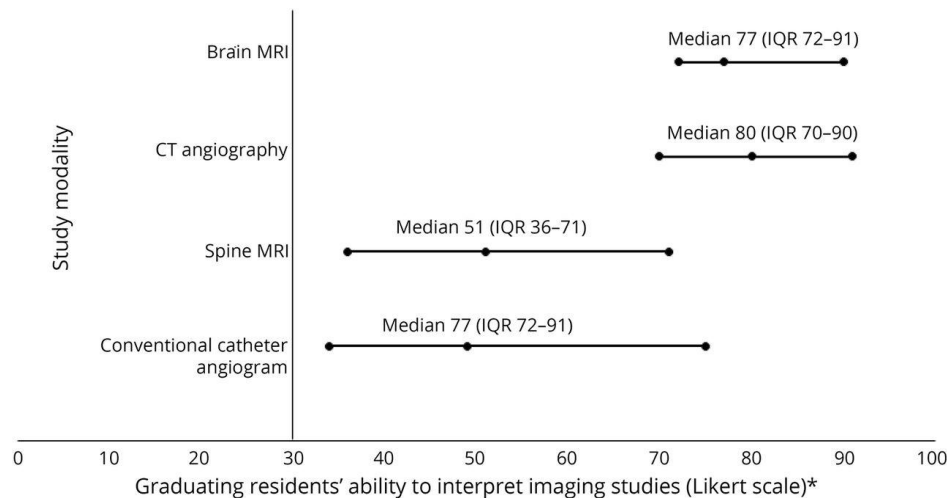 Brain MRI
Median 77 (IQR 72–91)
CT angiography
Median 80 (IQR 70–90)
Study modality
Spine MRI
Median 51 (IQR 36–71)
Conventional catheter
angiogram
Median 77 (IQR 72–91)
0 10 20 30 40 50 60 70 80 90 100
Graduating residents’ ability to interpret imaging studies (Likert scale)*